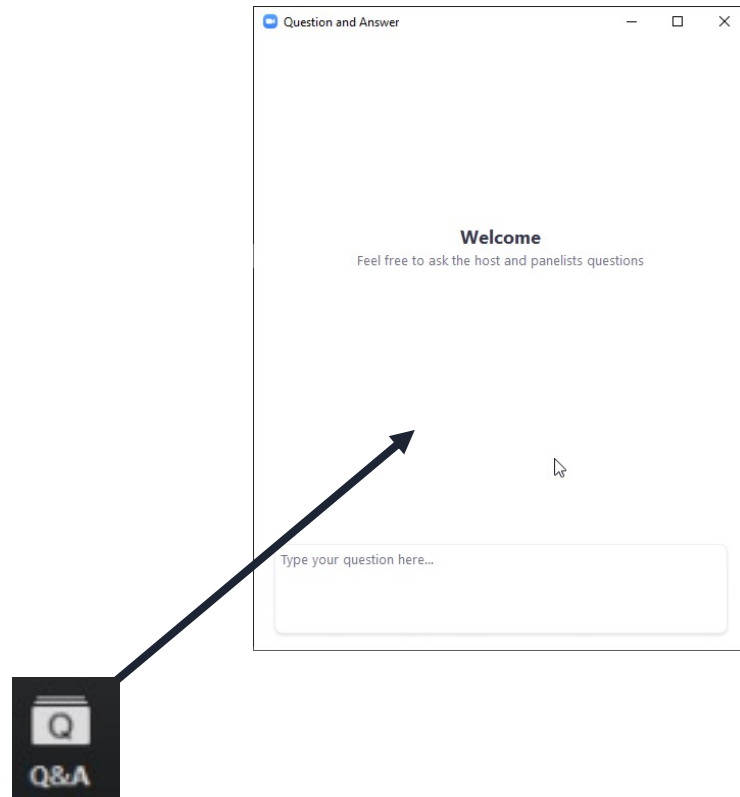 Question and Answer
Welcome
Feel free to ask the host and panelists questions
Type your question here...
Q
Q&A